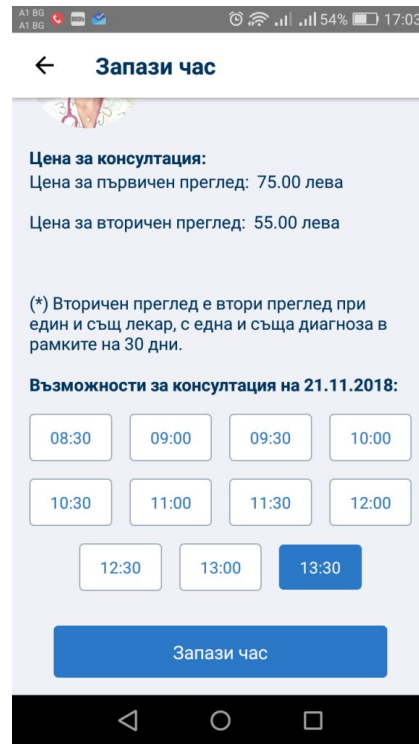 A1 BG
A1 BG
54% 17:03
Запази час
Цена за консултация:
Цена за първичен преглед: 75.00 лева
Цена за вторичен преглед: 55.00 лева
(*) Вторичен преглед е втори преглед при
един и същ лекар, с една и съща диагноза в
рамките на 30 дни.
Възможности за консултация на 21.11.2018:
08:30 09:00 09:30 10:00
10:30 11:00 11:30 12:00
12:30 13:00 13:30
Запази час